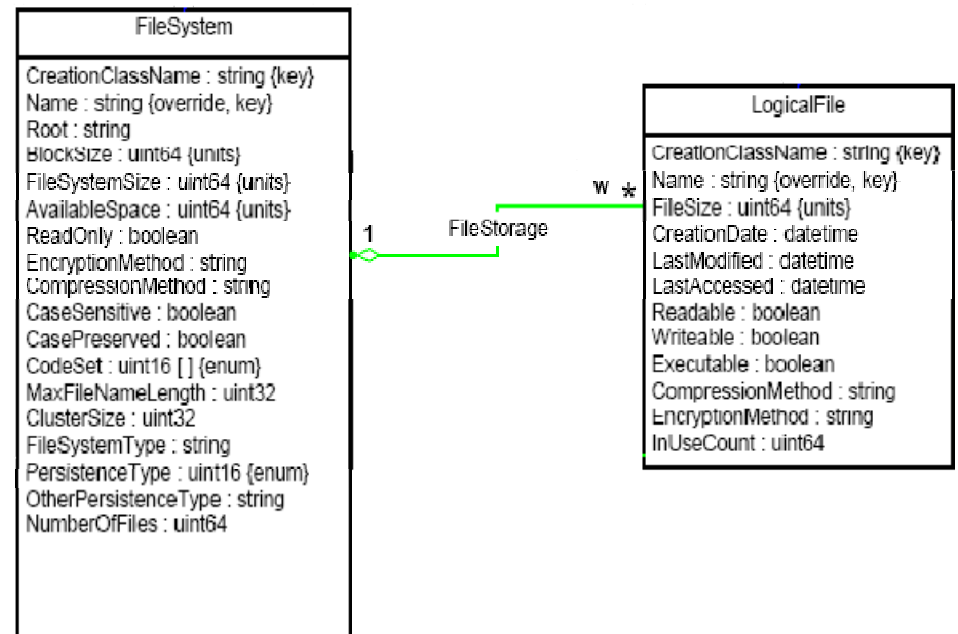 FileSystem
CreationClassName : string {key}
Name : string {override, key}
Root : string
BlockSize : uint64 {units}
FileSystemSize : uint64 {units}
AvailableSpace : uint64 {units}
ReadOnly : boolean
EncryptionMethod : string
CompressionMethod : string
CaseSensitive : boolean
CasePreserved : boolean
CodeSet : uint16 [ ] {enum}
MaxFileNameLength : uint32
ClusterSize : uint32
FileSystemType : string
PersistenceType : uint16 {enum}
OtherPersistenceType : string
NumberOfFiles : uint64
1
FileStorage
w *
LogicalFile
CreationClassName : string {key}
Name : string {override, key}
FileSize : uint64 {units}
CreationDate : datetime
LastModified : datetime
LastAccessed : datetime
Readable : boolean
Writeable : boolean
Executable : boolean
CompressionMethod : string
EncryptionMethod : string
InUseCount : uint64